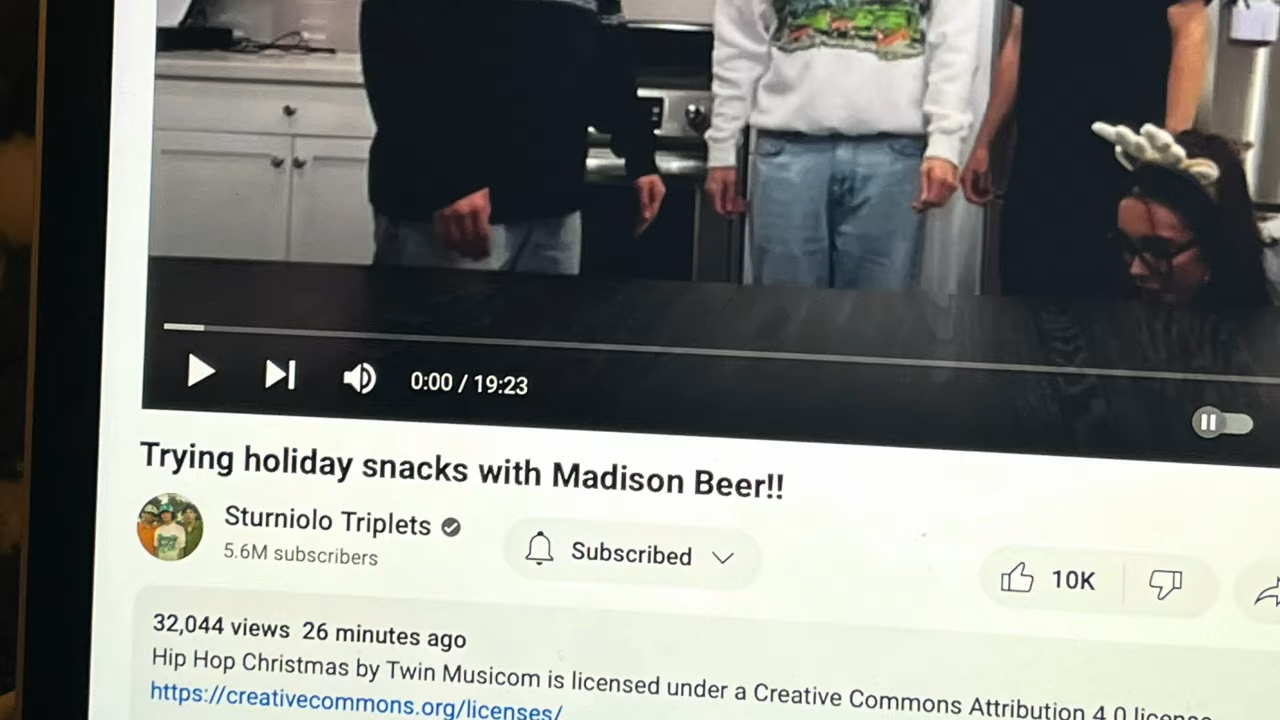 0:00 / 19:23
Trying holiday snacks with Madison Beer!!
Sturniolo Triplets
5.6M subscribers
Subscribed
10K
32,044 views 26 minutes ago
Hip Hop Christmas by Twin Musicom is licensed under a Creative Commons Attribution 4.0 license
https://creativecommons.org/licenses/